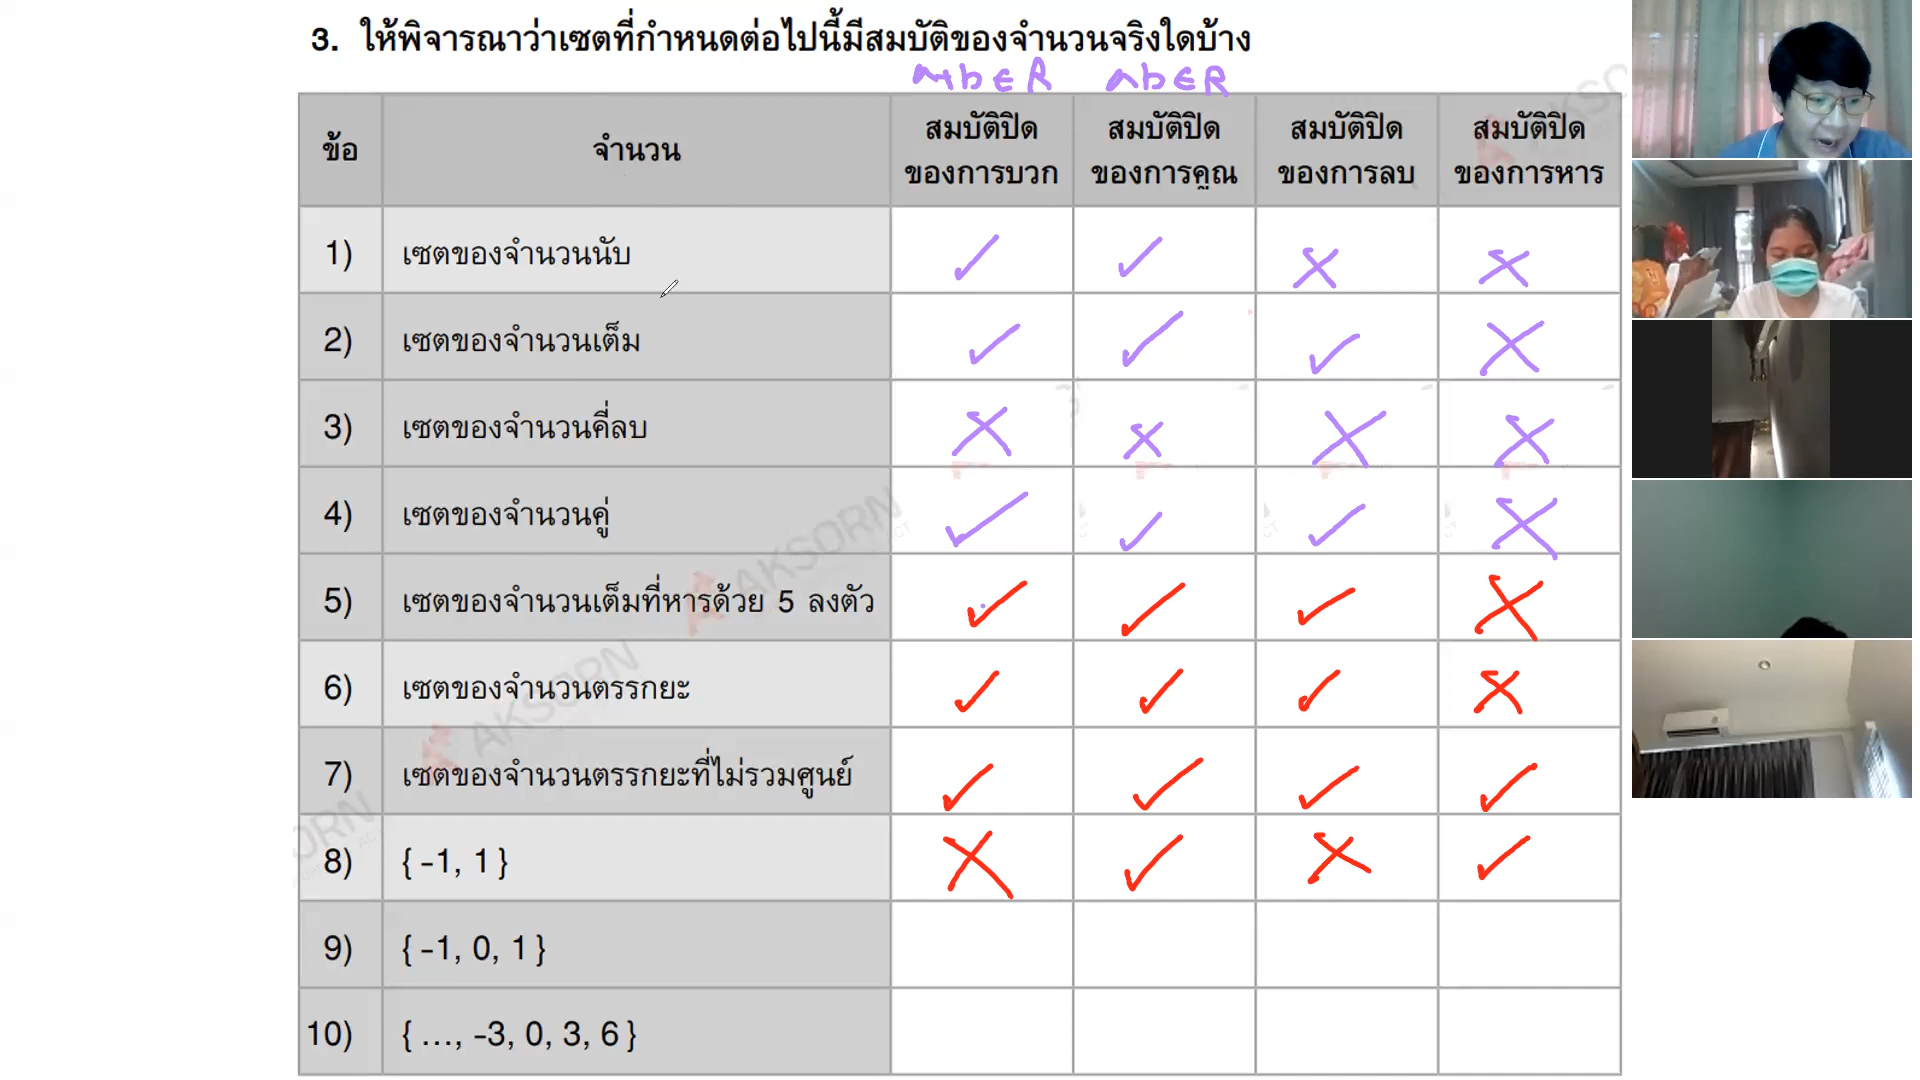 3. ให้พิจารณาว่าเซตที่กำหนดต่อไปนี้มีสมบัติของจำนวนจริงใดบ้าง
a+b∈R ab∈R
ข้อ จำนวน สมบัติปิดของการบวก สมบัติปิดของการคูณ สมบัติปิดของการลบ สมบัติปิดของการหาร
1) เซตของจำนวนนับ ✓ ✓ ✗ ✗
2) เซตของจำนวนเต็ม ✓ ✓ ✓ ✗
3) เซตของจำนวนคี่ลบ ✗ ✗ ✗ ✗
4) เซตของจำนวนคู่ ✓ ✓ ✓ ✗
5) เซตของจำนวนเต็มที่หารด้วย 5 ลงตัว ✓ ✓ ✓ ✗
6) เซตของจำนวนตรรกยะ ✓ ✓ ✓ ✗
7) เซตของจำนวนตรรกยะที่ไม่รวมศูนย์ ✓ ✓ ✓ ✓
8) { -1, 1 } ✗ ✓ ✗ ✓
9) { -1, 0, 1 }
10) { ..., -3, 0, 3, 6 }
AKSORN
AKSORN